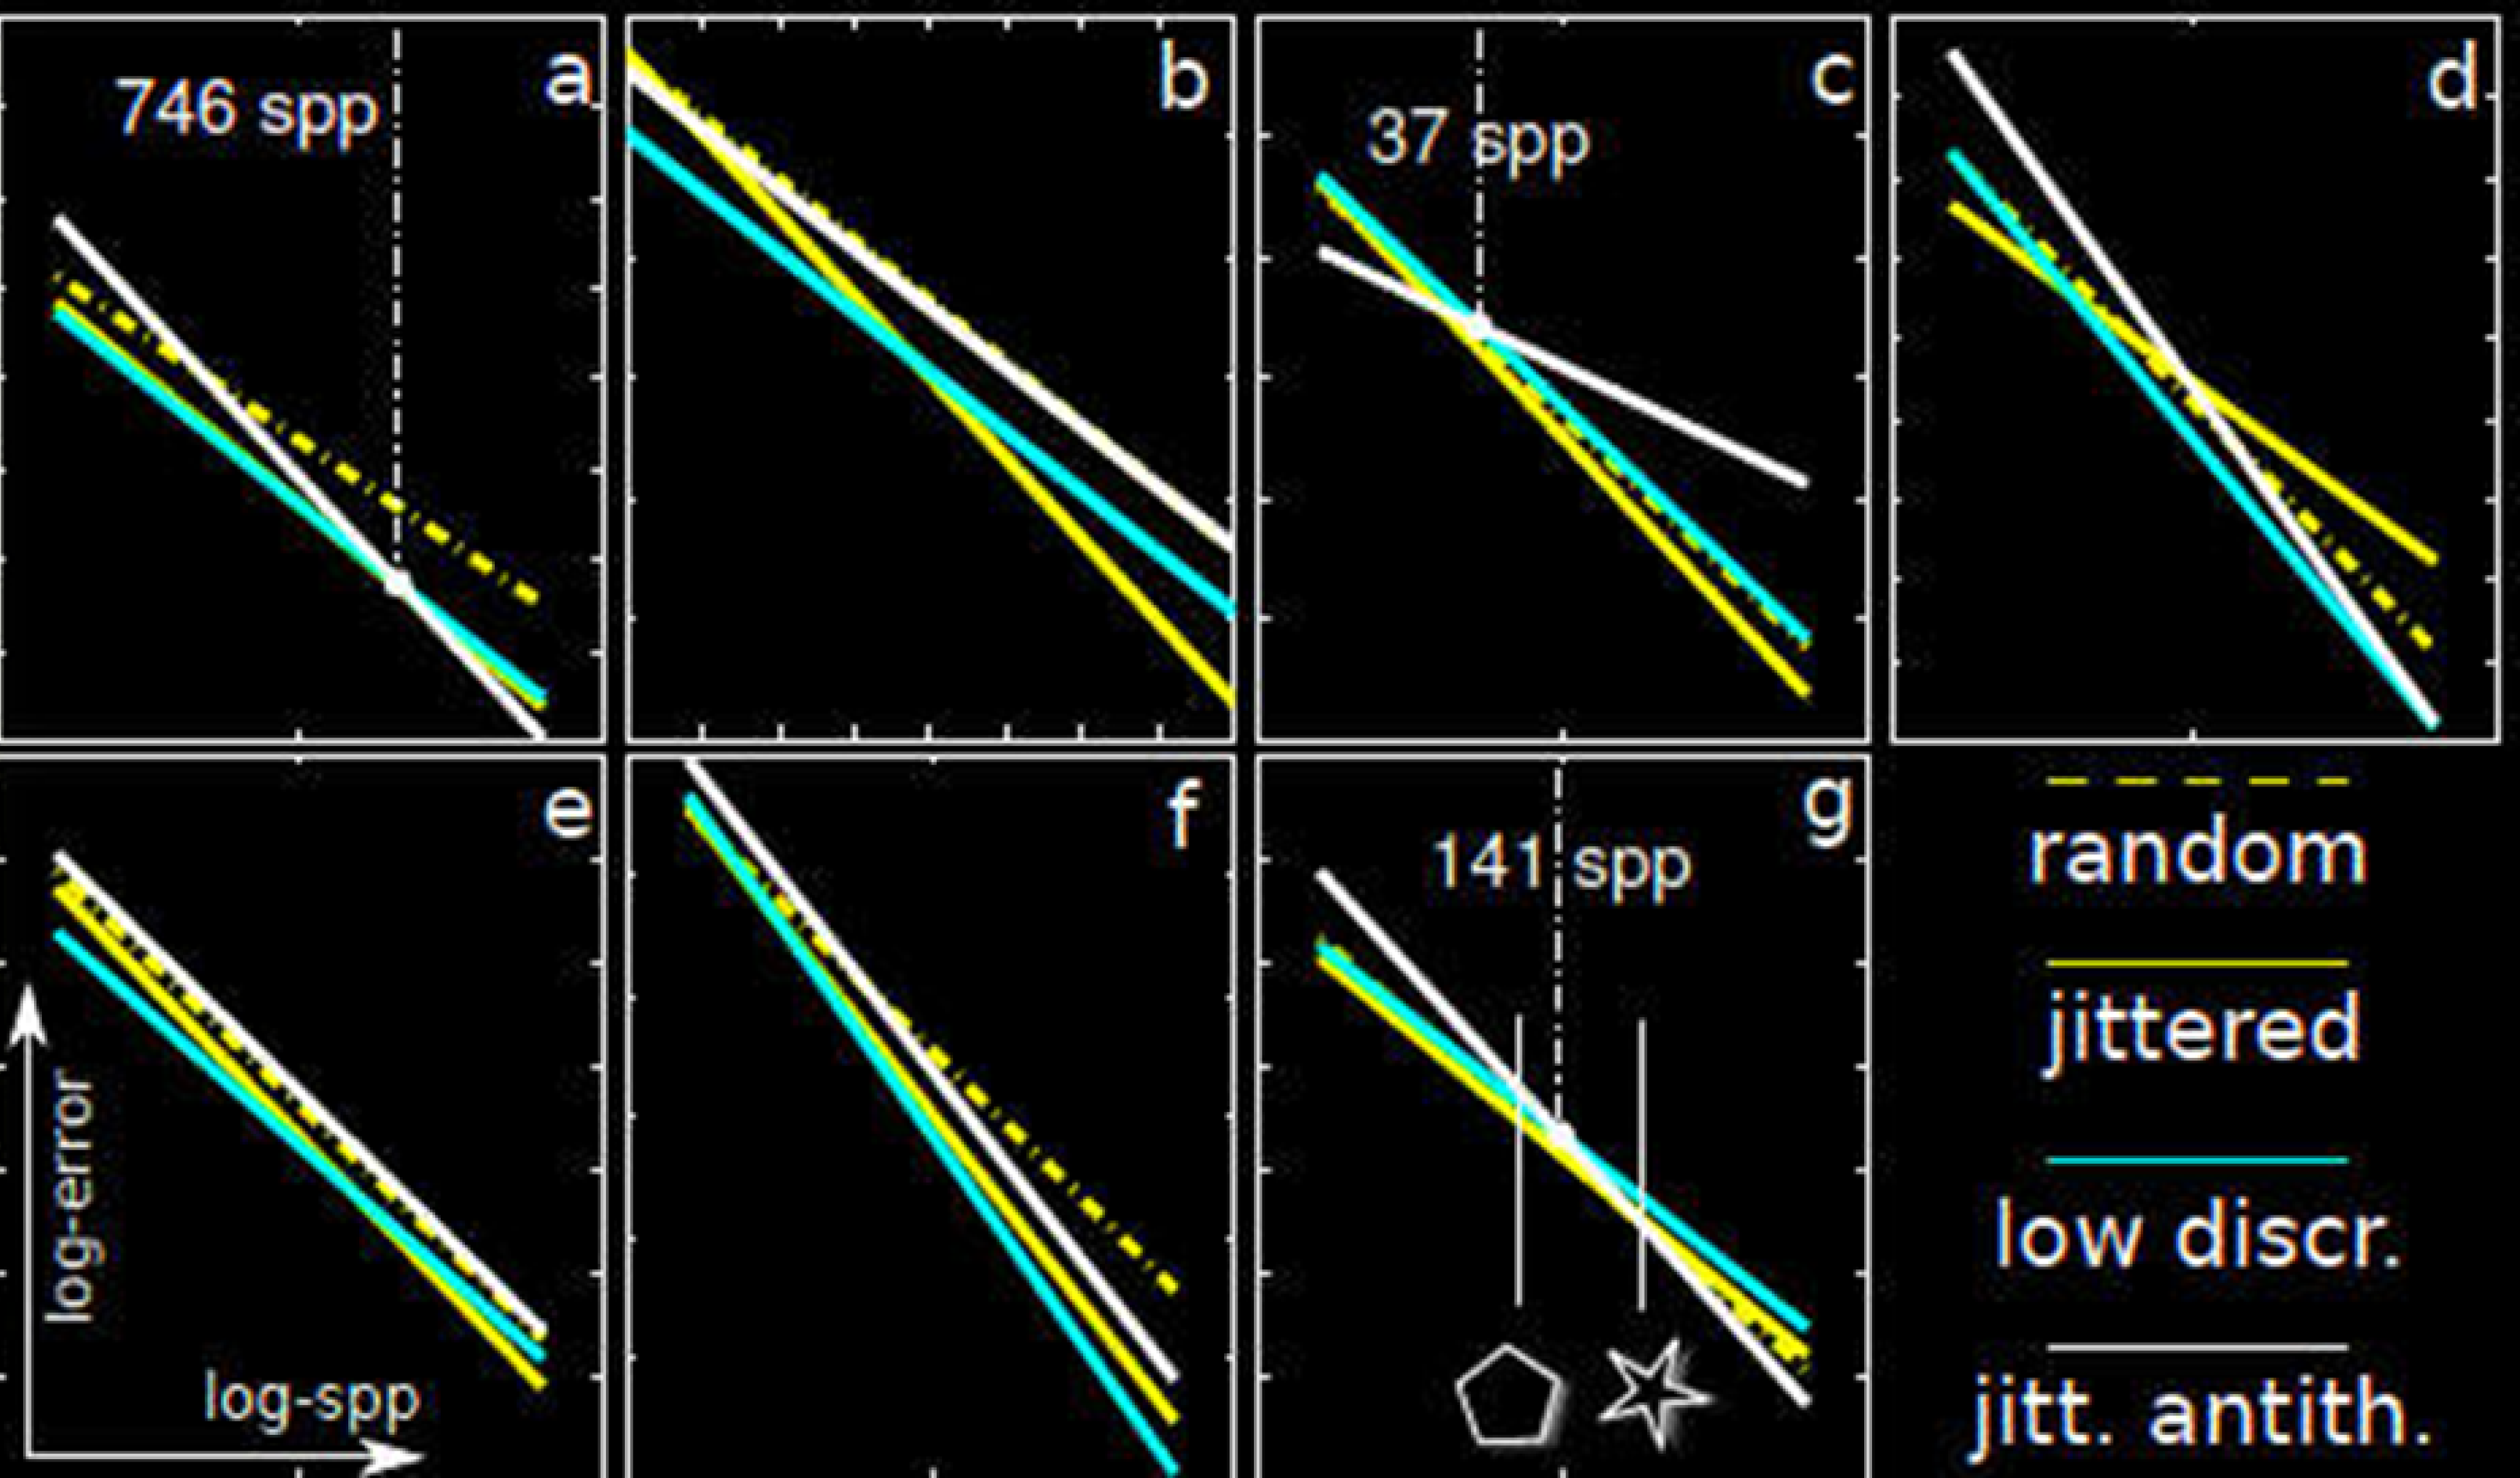 a
746 spp
b
c
37 spp
d
e
log-error
log-spp
f
g
141 spp
random
jittered
low discr.
jitt. antith.